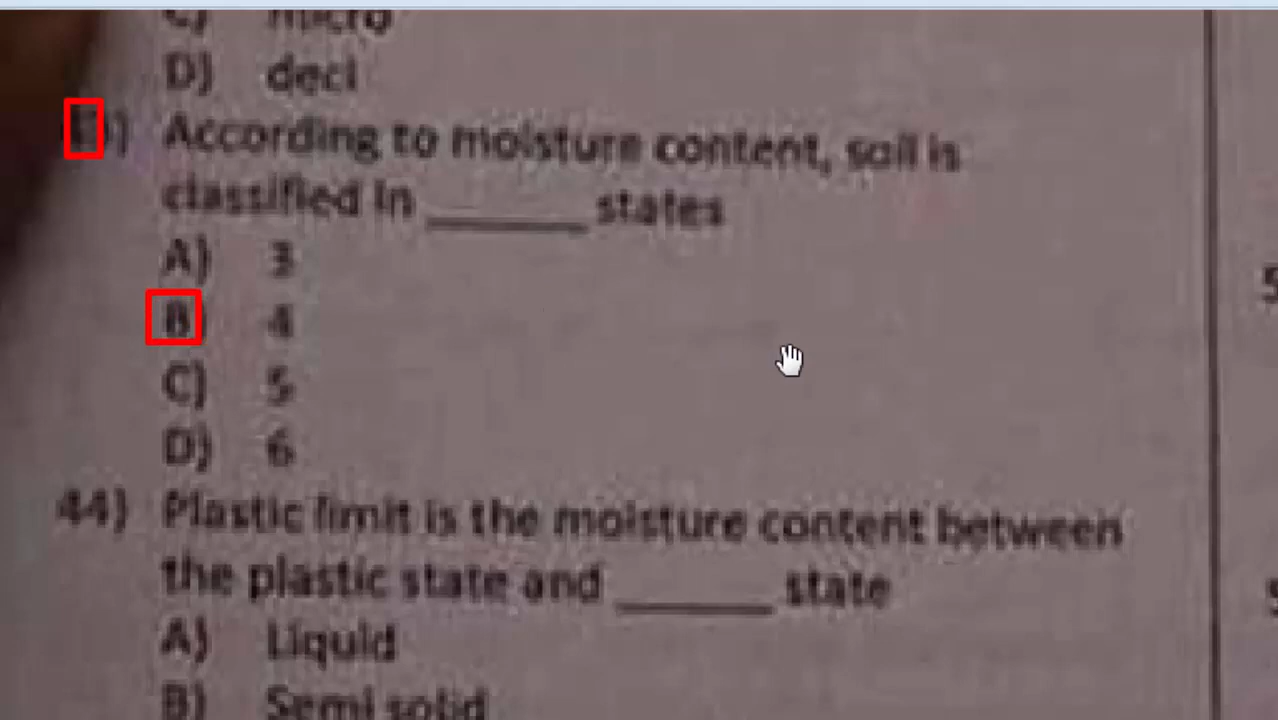 C) micro
D) deci
According to moisture content, soil is
classified in ______ states
A) 3
B 4
C) 5
D) 6
44) Plastic limit is the moisture content between
the plastic state and ______ state
A) Liquid
B) Semi solid